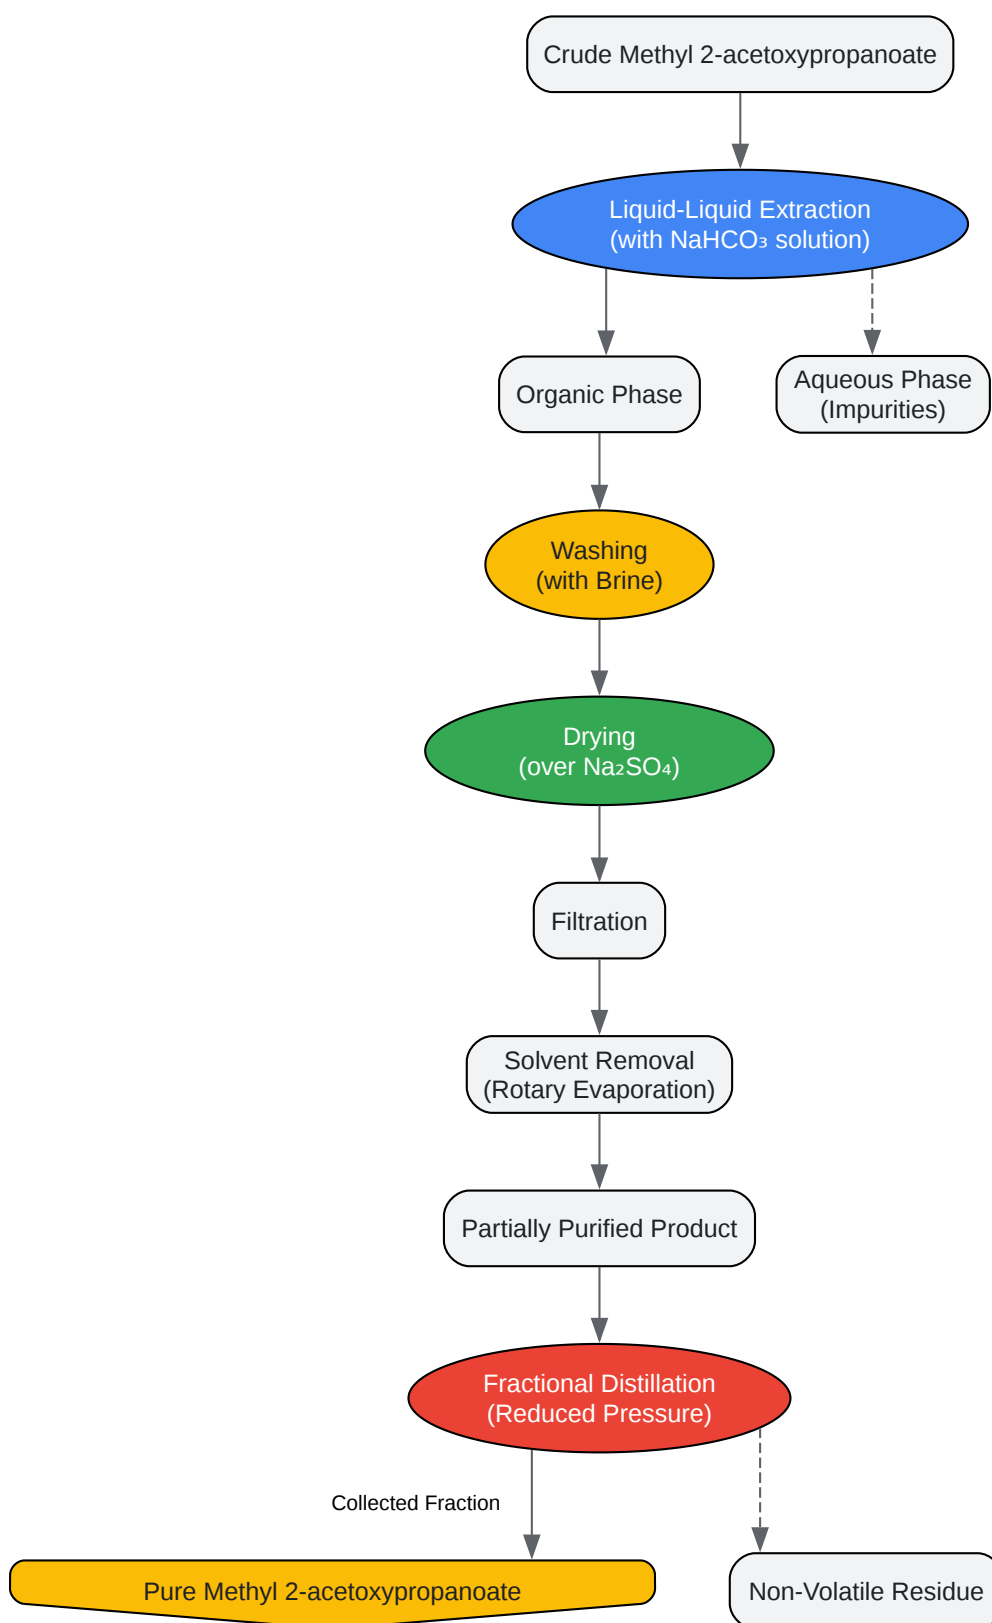 Crude Methyl 2-acetoxypropanoate
Liquid-Liquid Extraction
(with NaHCO₃ solution)
Organic Phase
Aqueous Phase
(Impurities)
Washing
(with Brine)
Drying
(over Na₂SO₄)
Filtration
Solvent Removal
(Rotary Evaporation)
Partially Purified Product
Fractional Distillation
(Reduced Pressure)
Collected Fraction
Pure Methyl 2-acetoxypropanoate
Non-Volatile Residue